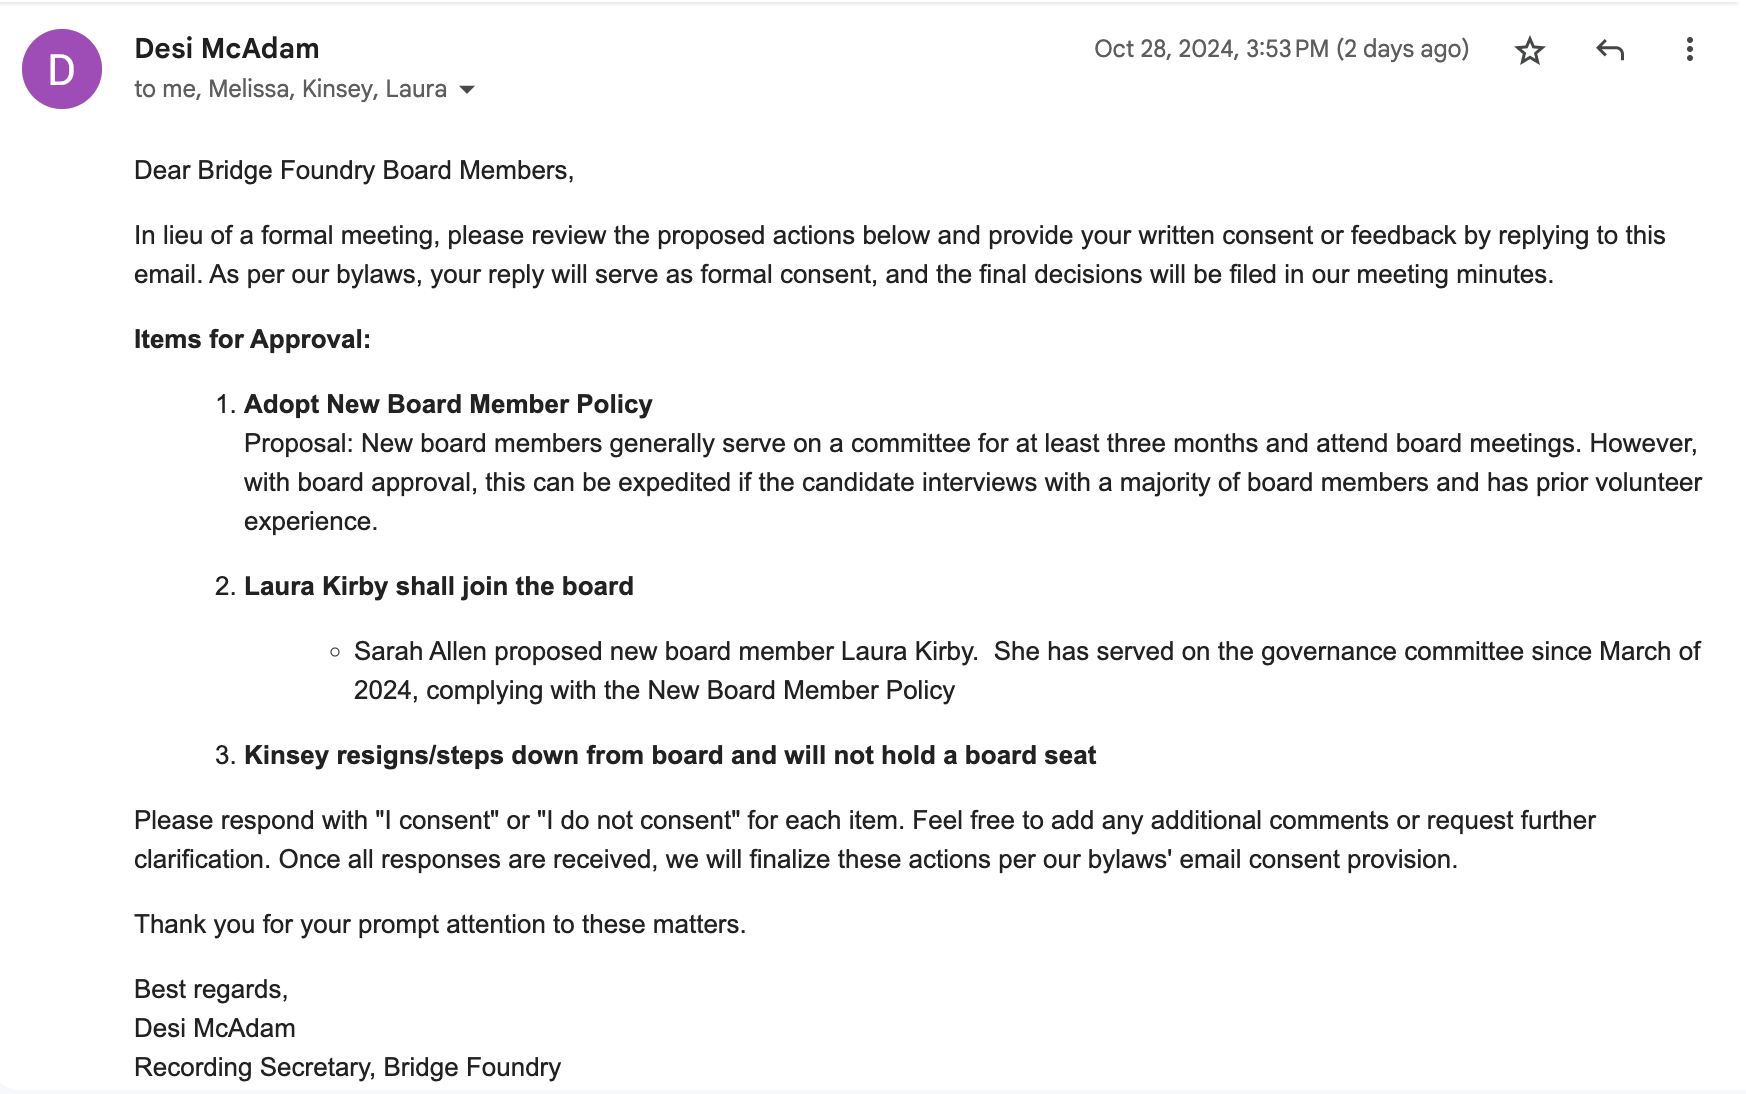 D
Desi McAdam
Oct 28, 2024, 3:53 PM (2 days ago)
to me, Melissa, Kinsey, Laura
Dear Bridge Foundry Board Members,
In lieu of a formal meeting, please review the proposed actions below and provide your written consent or feedback by replying to this
email. As per our bylaws, your reply will serve as formal consent, and the final decisions will be filed in our meeting minutes.
Items for Approval:
1. Adopt New Board Member Policy
Proposal: New board members generally serve on a committee for at least three months and attend board meetings. However,
with board approval, this can be expedited if the candidate interviews with a majority of board members and has prior volunteer
experience.
2. Laura Kirby shall join the board
○ Sarah Allen proposed new board member Laura Kirby.  She has served on the governance committee since March of
2024, complying with the New Board Member Policy
3. Kinsey resigns/steps down from board and will not hold a board seat
Please respond with "I consent" or "I do not consent" for each item. Feel free to add any additional comments or request further
clarification. Once all responses are received, we will finalize these actions per our bylaws' email consent provision.
Thank you for your prompt attention to these matters.
Best regards,
Desi McAdam
Recording Secretary, Bridge Foundry